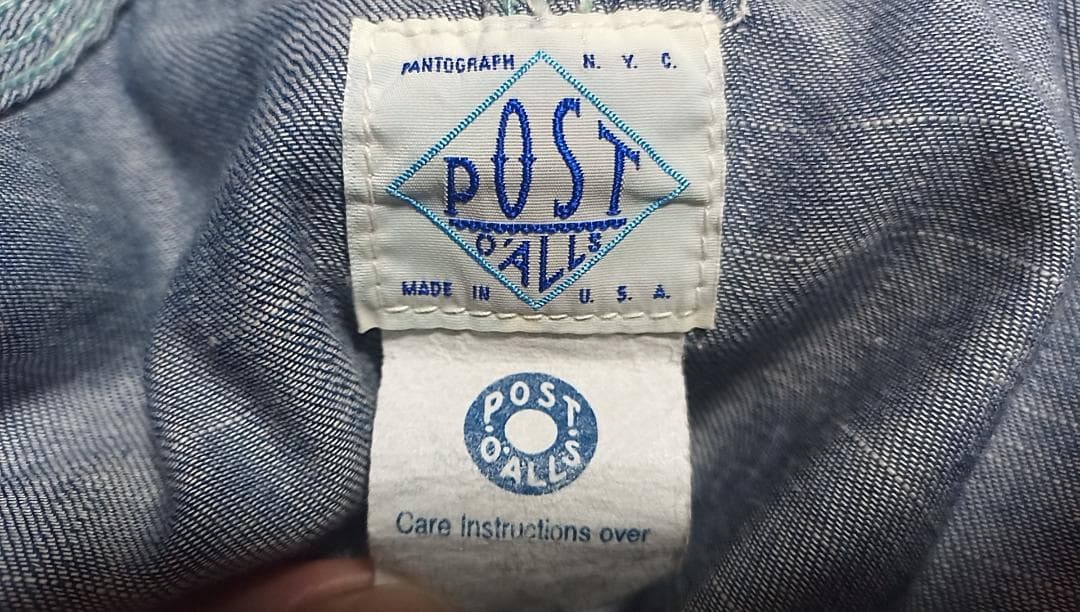 PANTOGRAPH N. Y. C.
POST
O'ALLS
MADE IN U. S. A.
POST
O'ALLS
Care Instructions over